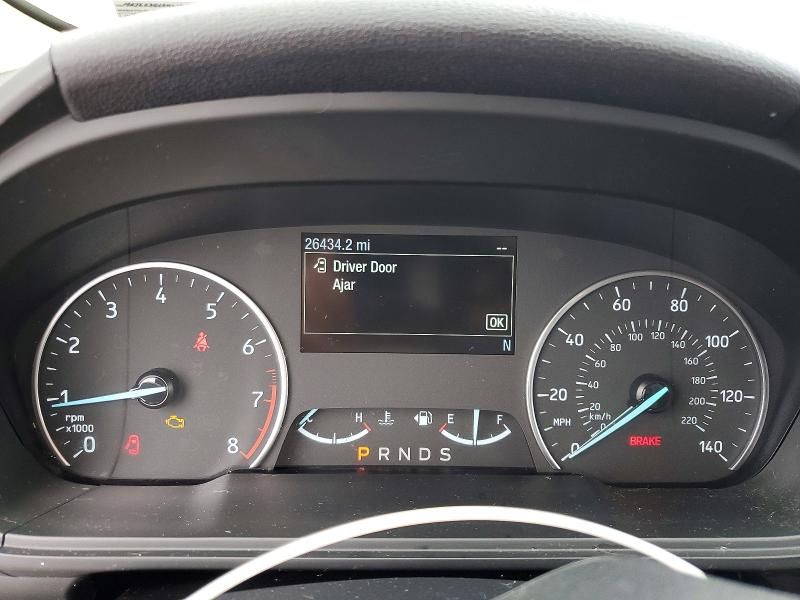 26434.2 mi --
Driver Door
Ajar
OK
N
0 1 2 3 4 5 6 7 8
rpm
x1000
C H E F
P R N D S
0 20 40 60 80 100 120 140
MPH
0 20 40 60 80 100 120 140 160 180 200 220
km/h
BRAKE